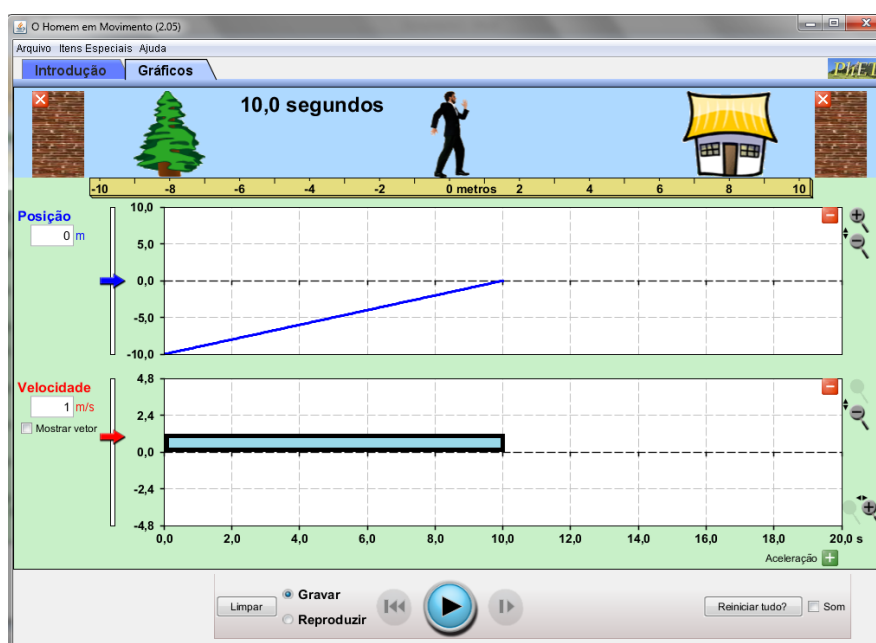 O Homem em Movimento (2.05)
Arquivo Itens Especiais Ajuda
Introdução Gráficos PhET
10,0 segundos
-10 -8 -6 -4 -2 0 metros 2 4 6 8 10
Posição
0 m
10,0
5,0
0,0
-5,0
-10,0
Velocidade
1 m/s
Mostrar vetor
4,8
2,4
0,0
-2,4
-4,8
0,0 2,0 4,0 6,0 8,0 10,0 12,0 14,0 16,0 18,0 20,0 s
Aceleração
Limpar
Gravar
Reproduzir
Reiniciar tudo? Som